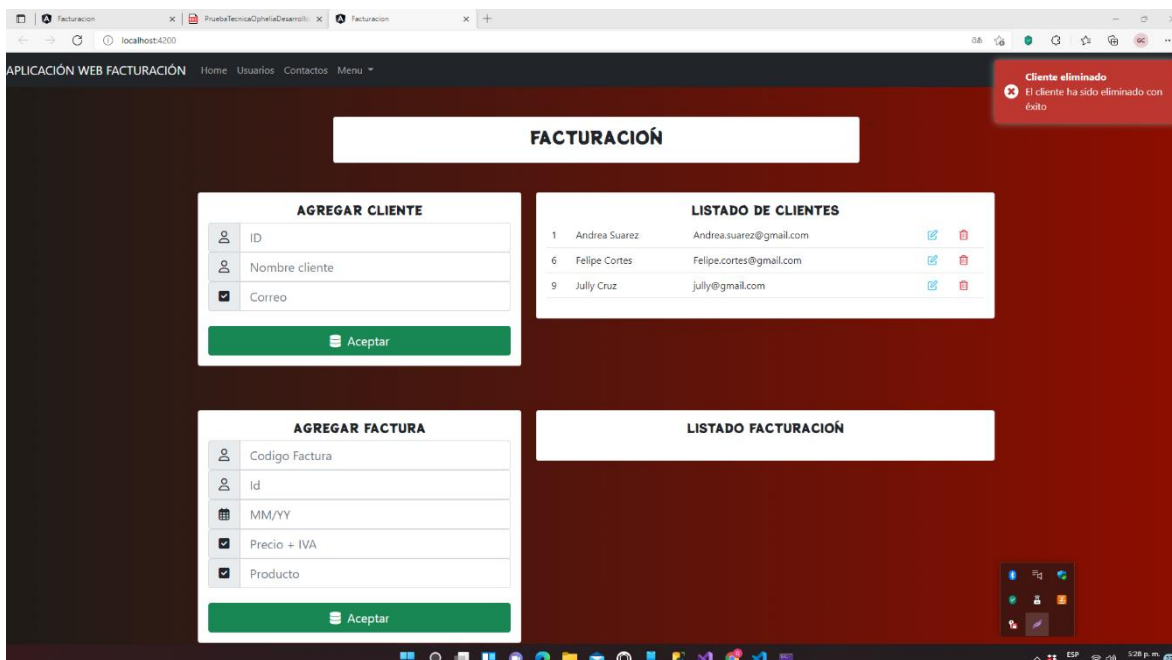 Facturacion
PruebaTecnicaOpheliaDesarrollo
Facturacion
localhost:4200
GC
APLICACIÓN WEB FACTURACIÓN Home Usuarios Contactos Menu
Cliente eliminado
El cliente ha sido eliminado con
éxito
FACTURACIOŃ
AGREGAR CLIENTE
ID
Nombre cliente
Correo
Aceptar
LISTADO DE CLIENTES
1 Andrea Suarez Andrea.suarez@gmail.com
6 Felipe Cortes Felipe.cortes@gmail.com
9 Jully Cruz jully@gmail.com
AGREGAR FACTURA
Codigo Factura
Id
MM/YY
Precio + IVA
Producto
Aceptar
LISTADO FACTURACIOŃ
ESP
5:28 p. m.